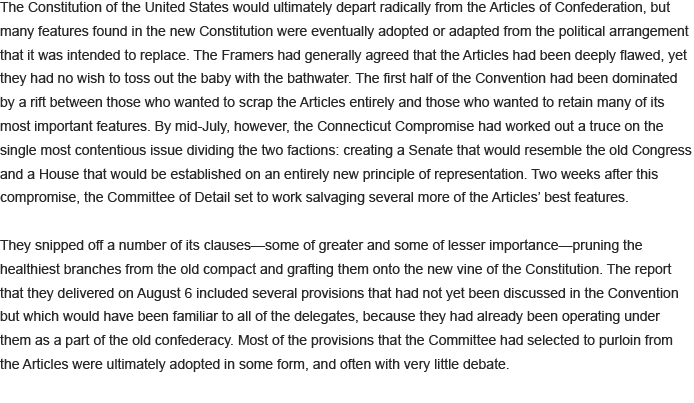 The Constitution of the United States would ultimately depart radically from the Articles of Confederation, but
many features found in the new Constitution were eventually adopted or adapted from the political arrangement
that it was intended to replace. The Framers had generally agreed that the Articles had been deeply flawed, yet
they had no wish to toss out the baby with the bathwater. The first half of the Convention had been dominated
by a rift between those who wanted to scrap the Articles entirely and those who wanted to retain many of its
most important features. By mid-July, however, the Connecticut Compromise had worked out a truce on the
single most contentious issue dividing the two factions: creating a Senate that would resemble the old Congress
and a House that would be established on an entirely new principle of representation. Two weeks after this
compromise, the Committee of Detail set to work salvaging several more of the Articles’ best features.
They snipped off a number of its clauses—some of greater and some of lesser importance—pruning the
healthiest branches from the old compact and grafting them onto the new vine of the Constitution. The report
that they delivered on August 6 included several provisions that had not yet been discussed in the Convention
but which would have been familiar to all of the delegates, because they had already been operating under
them as a part of the old confederacy. Most of the provisions that the Committee had selected to purloin from
the Articles were ultimately adopted in some form, and often with very little debate.